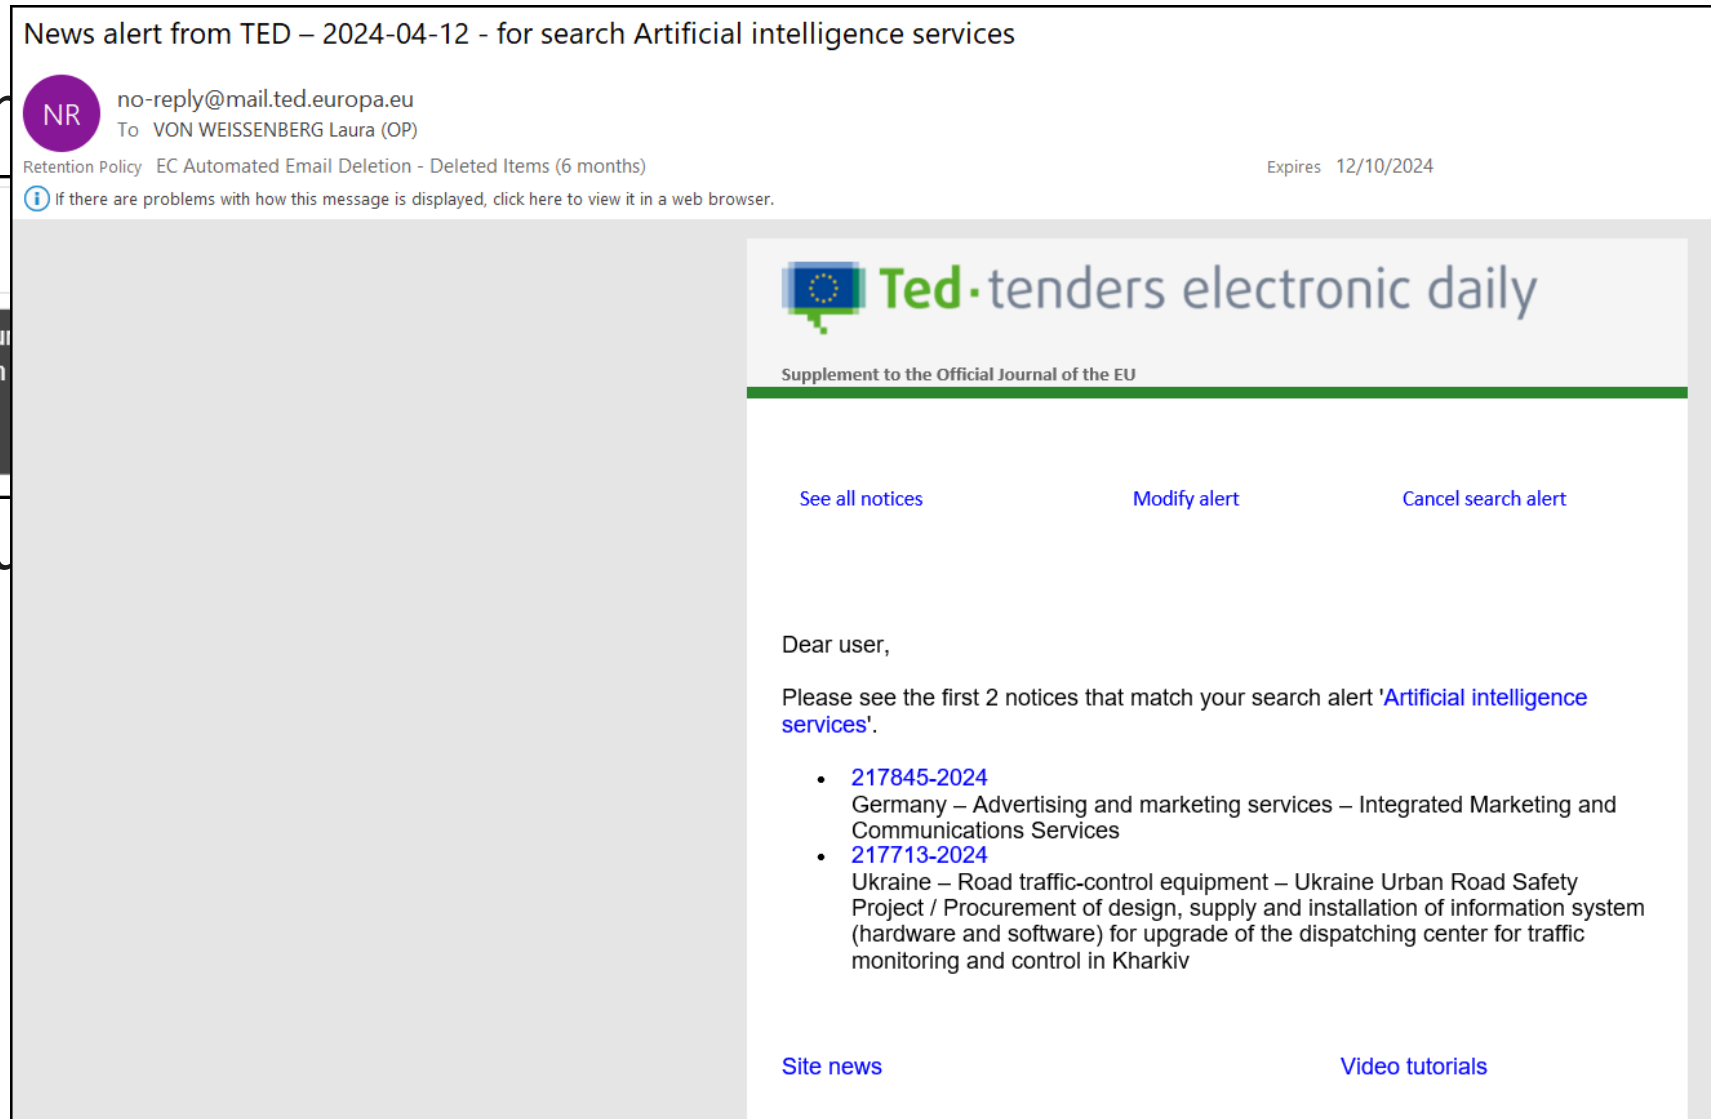 News alert from TED – 2024-04-12 - for search Artificial intelligence services
NR
no-reply@mail.ted.europa.eu
To VON WEISSENBERG Laura (OP)
Retention Policy EC Automated Email Deletion - Deleted Items (6 months)
Expires 12/10/2024
If there are problems with how this message is displayed, click here to view it in a web browser.
Ted · tenders electronic daily
Supplement to the Official Journal of the EU
See all notices
Modify alert
Cancel search alert
Dear user,
Please see the first 2 notices that match your search alert 'Artificial intelligence
services'.
• 217845-2024
Germany – Advertising and marketing services – Integrated Marketing and
Communications Services
• 217713-2024
Ukraine – Road traffic-control equipment – Ukraine Urban Road Safety
Project / Procurement of design, supply and installation of information system
(hardware and software) for upgrade of the dispatching center for traffic
monitoring and control in Kharkiv
Site news
Video tutorials